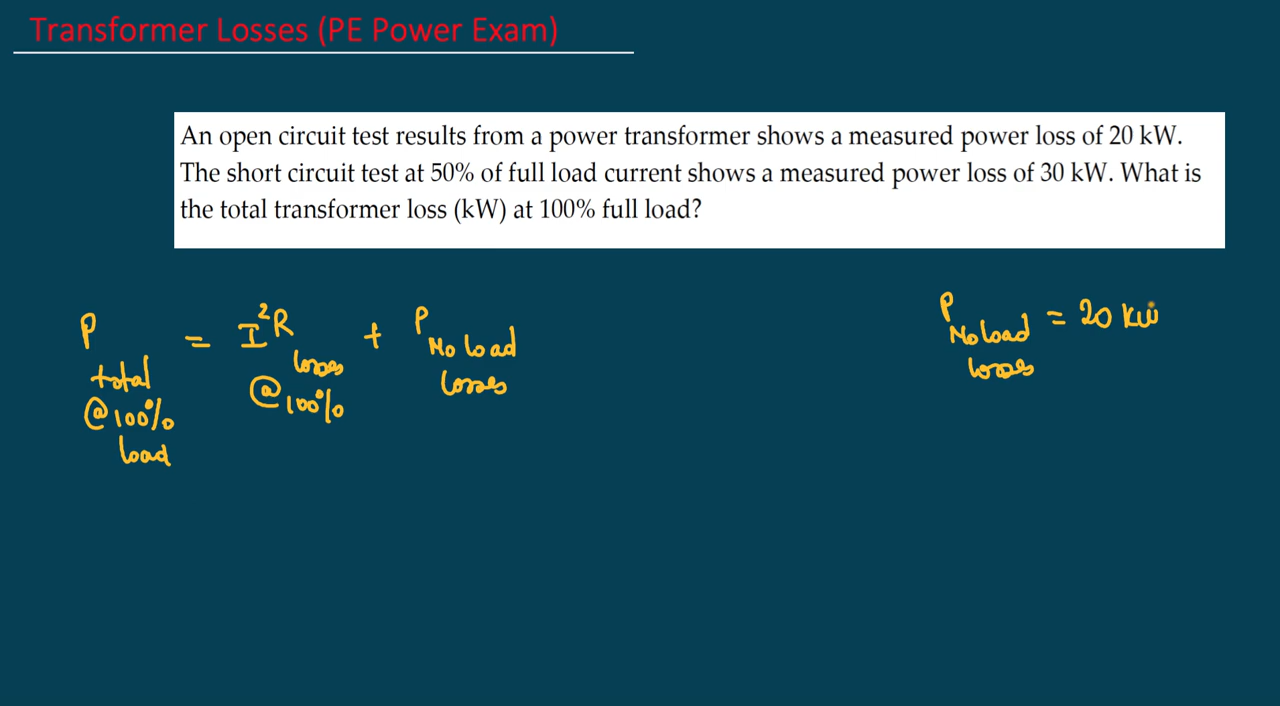 Transformer Losses (PE Power Exam)
An open circuit test results from a power transformer shows a measured power loss of 20 kW.
The short circuit test at 50% of full load current shows a measured power loss of 30 kW. What is
the total transformer loss (kW) at 100% full load?
P total @100% load = I²R losses @100% + P No load losses
P No load losses = 20 kW